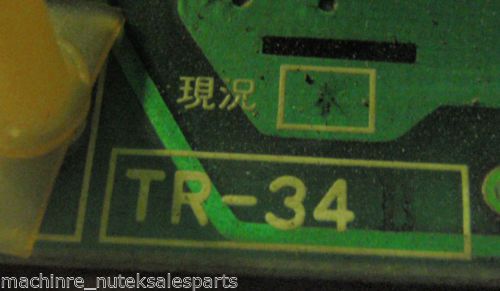 現況
TR-34
machinre_nuteksalesparts